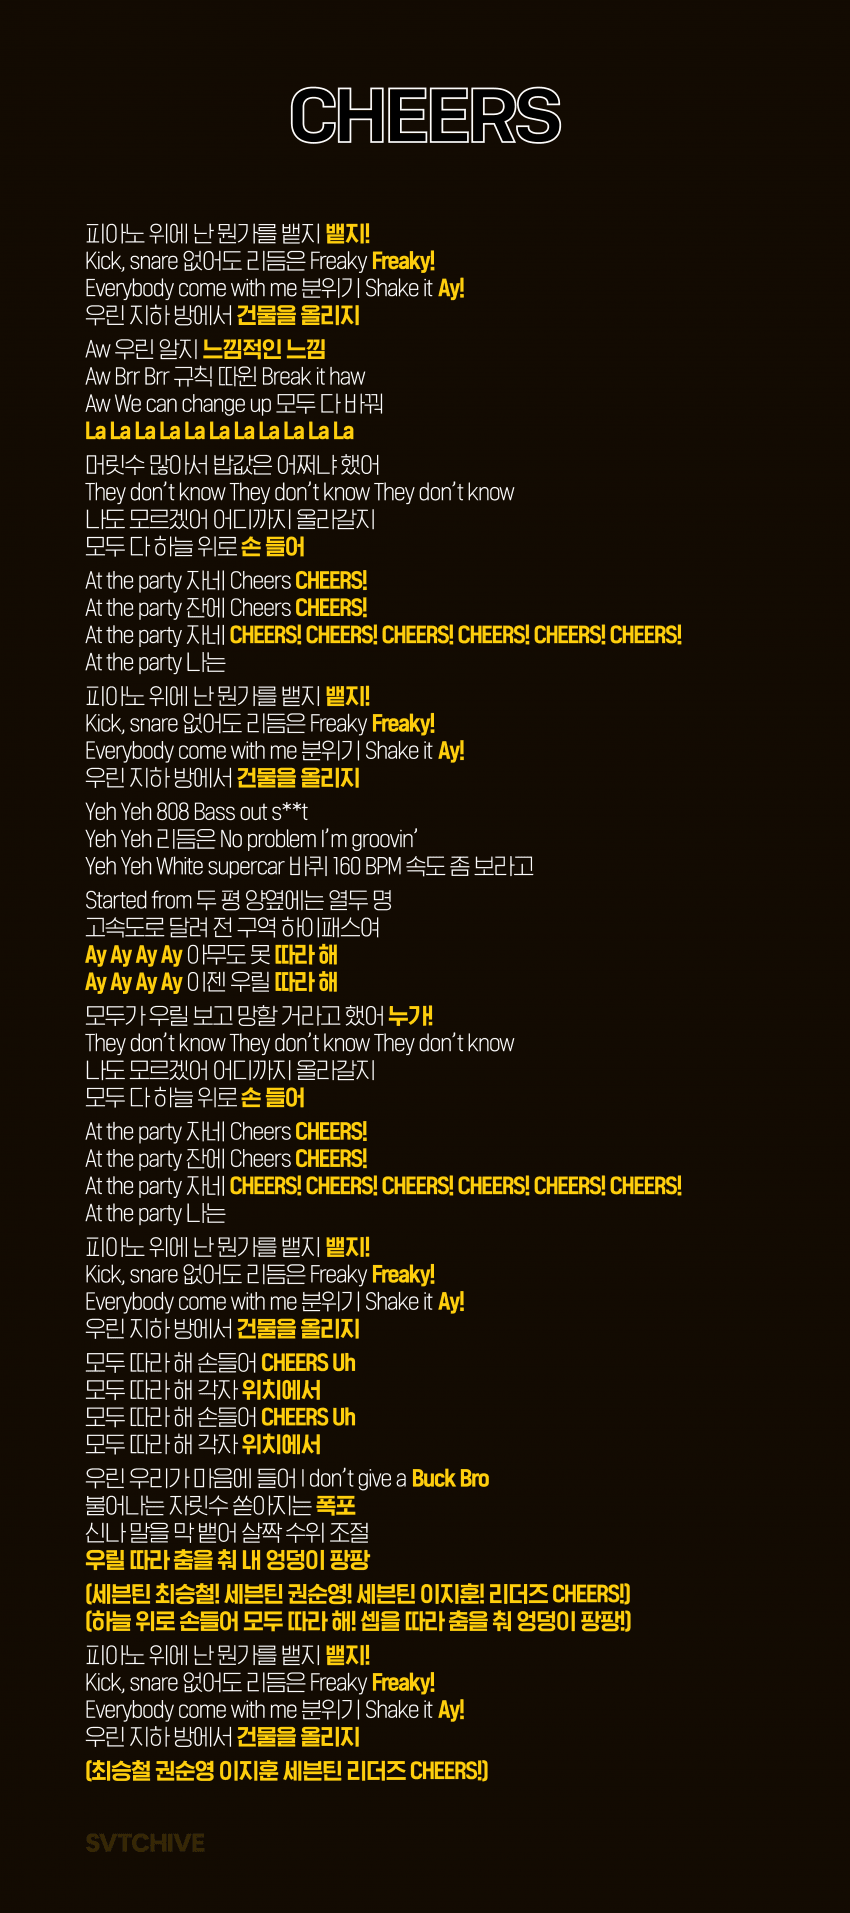 CHEERS
피아노 위에 난 뭔가를 뱉지 뱉지!
Kick, snare 없어도 리듬은 Freaky Freaky!
Everybody come with me 분위기 Shake it Ay!
우린 지하 방에서 건물을 올리지
Aw 우린 알지 느낌적인 느낌
Aw Brr Brr 규칙 따윈 Break it haw
Aw We can change up 모두 다 바꿔
La La La La La La La La La La La
머릿수 많아서 밥값은 어쩌냐 했어
They don't know They don't know They don't know
나도 모르겠어 어디까지 올라갈지
모두 다 하늘 위로 손 들어
At the party 자네 Cheers CHEERS!
At the party 잔에 Cheers CHEERS!
At the party 자네 CHEERS! CHEERS! CHEERS! CHEERS! CHEERS! CHEERS!
At the party 나는
피아노 위에 난 뭔가를 뱉지 뱉지!
Kick, snare 없어도 리듬은 Freaky Freaky!
Everybody come with me 분위기 Shake it Ay!
우린 지하 방에서 건물을 올리지
Yeh Yeh 808 Bass out s**t
Yeh Yeh 리듬은 No problem I'm groovin'
Yeh Yeh White supercar 바퀴 160 BPM 속도 좀 보라고
Started from 두 평 양옆에는 열두 명
고속도로 달려 전 구역 하이패스여
Ay Ay Ay Ay 아무도 못 따라 해
Ay Ay Ay Ay 이젠 우릴 따라 해
모두가 우릴 보고 망할 거라고 했어 누가!
They don't know They don't know They don't know
나도 모르겠어 어디까지 올라갈지
모두 다 하늘 위로 손 들어
At the party 자네 Cheers CHEERS!
At the party 잔에 Cheers CHEERS!
At the party 자네 CHEERS! CHEERS! CHEERS! CHEERS! CHEERS! CHEERS!
At the party 나는
피아노 위에 난 뭔가를 뱉지 뱉지!
Kick, snare 없어도 리듬은 Freaky Freaky!
Everybody come with me 분위기 Shake it Ay!
우린 지하 방에서 건물을 올리지
모두 따라 해 손들어 CHEERS Uh
모두 따라 해 각자 위치에서
모두 따라 해 손들어 CHEERS Uh
모두 따라 해 각자 위치에서
우린 우리가 마음에 들어 I don't give a Buck Bro
불어나는 자릿수 쏟아지는 폭포
신나 말을 막 뱉어 살짝 수위 조절
우릴 따라 춤을 춰 내 엉덩이 팡팡
(세븐틴 최승철! 세븐틴 권순영! 세븐틴 이지훈! 리더즈 CHEERS!)
(하늘 위로 손들어 모두 따라 해! 셉을 따라 춤을 춰 엉덩이 팡팡!)
피아노 위에 난 뭔가를 뱉지 뱉지!
Kick, snare 없어도 리듬은 Freaky Freaky!
Everybody come with me 분위기 Shake it Ay!
우린 지하 방에서 건물을 올리지
(최승철 권순영 이지훈 세븐틴 리더즈 CHEERS!)
SVTCHIVE